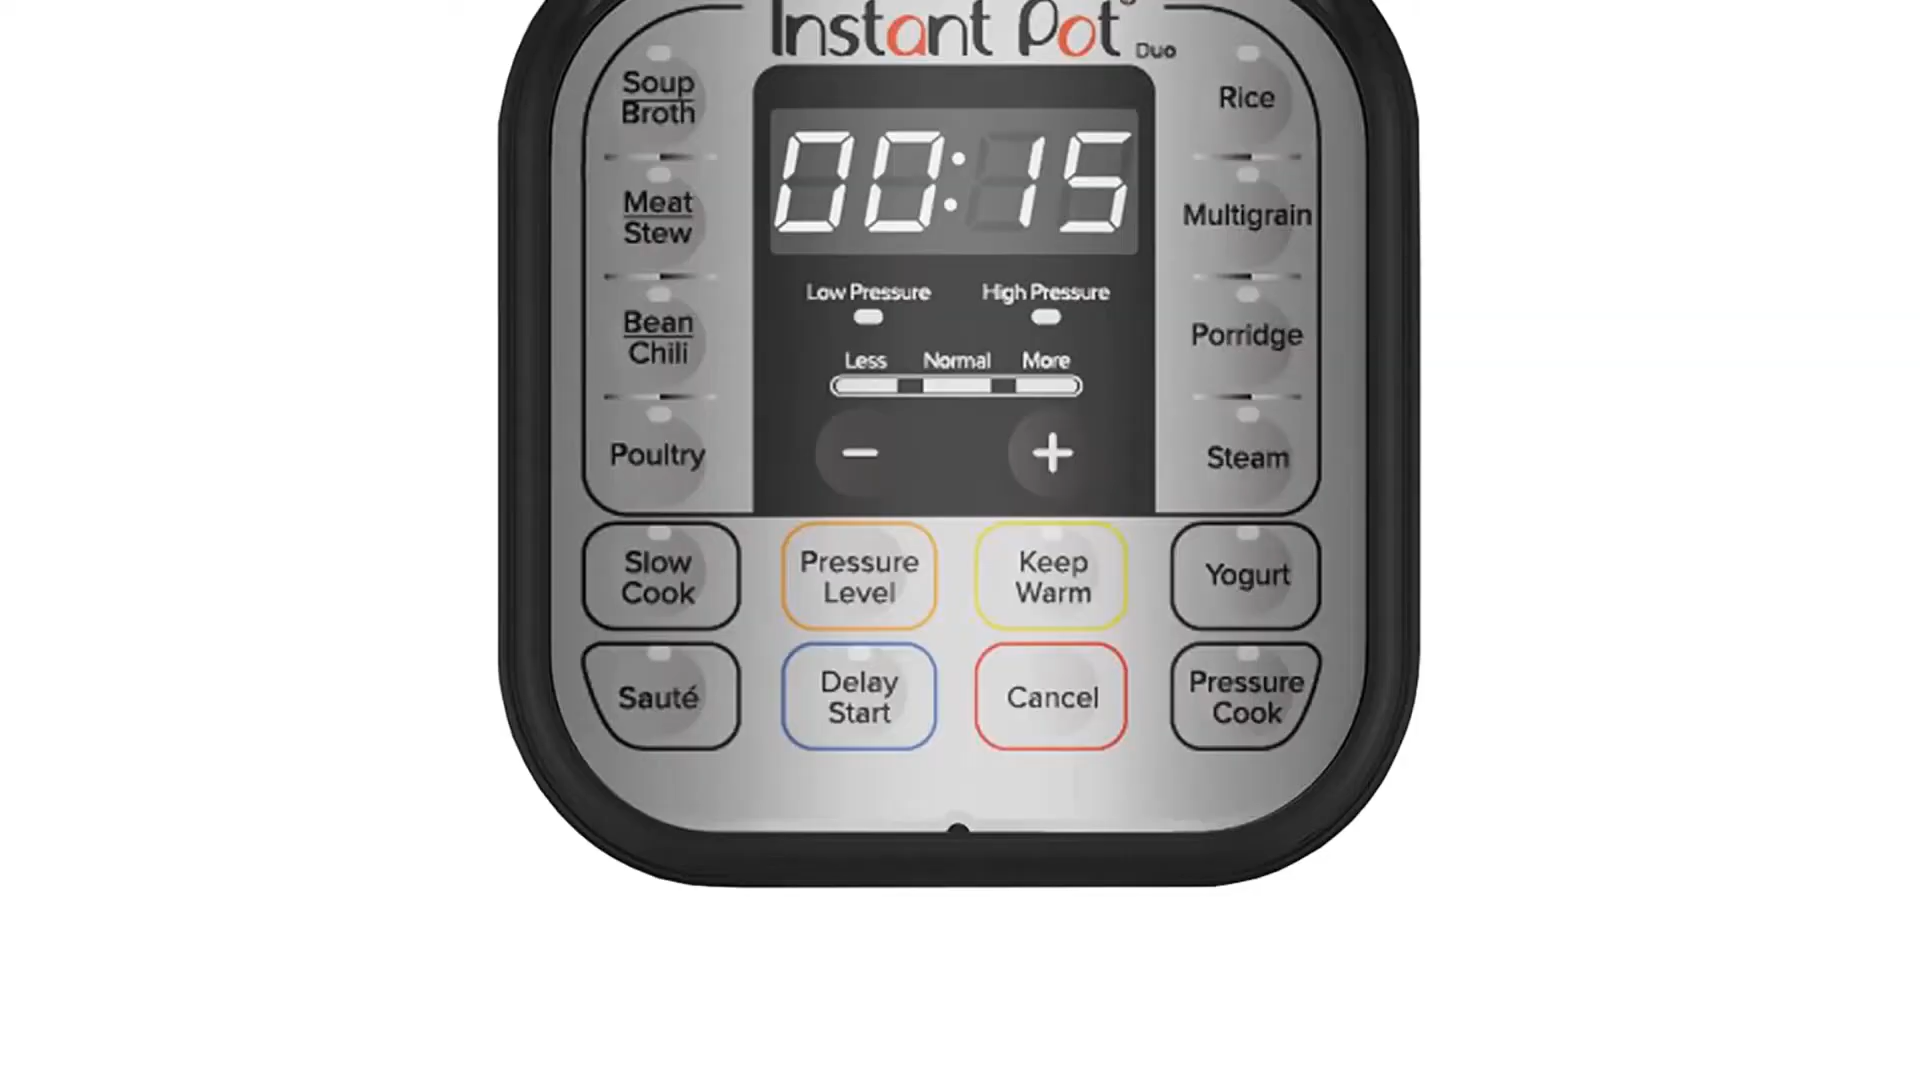 Instant Pot
Duo
Soup
Broth
Rice
00:15
Meat
Stew
Multigrain
Low Pressure
High Pressure
Bean
Chili
Porridge
Less
Normal
More
Poultry
−
+
Steam
Slow
Cook
Pressure
Level
Keep
Warm
Yogurt
Sauté
Delay
Start
Cancel
Pressure
Cook